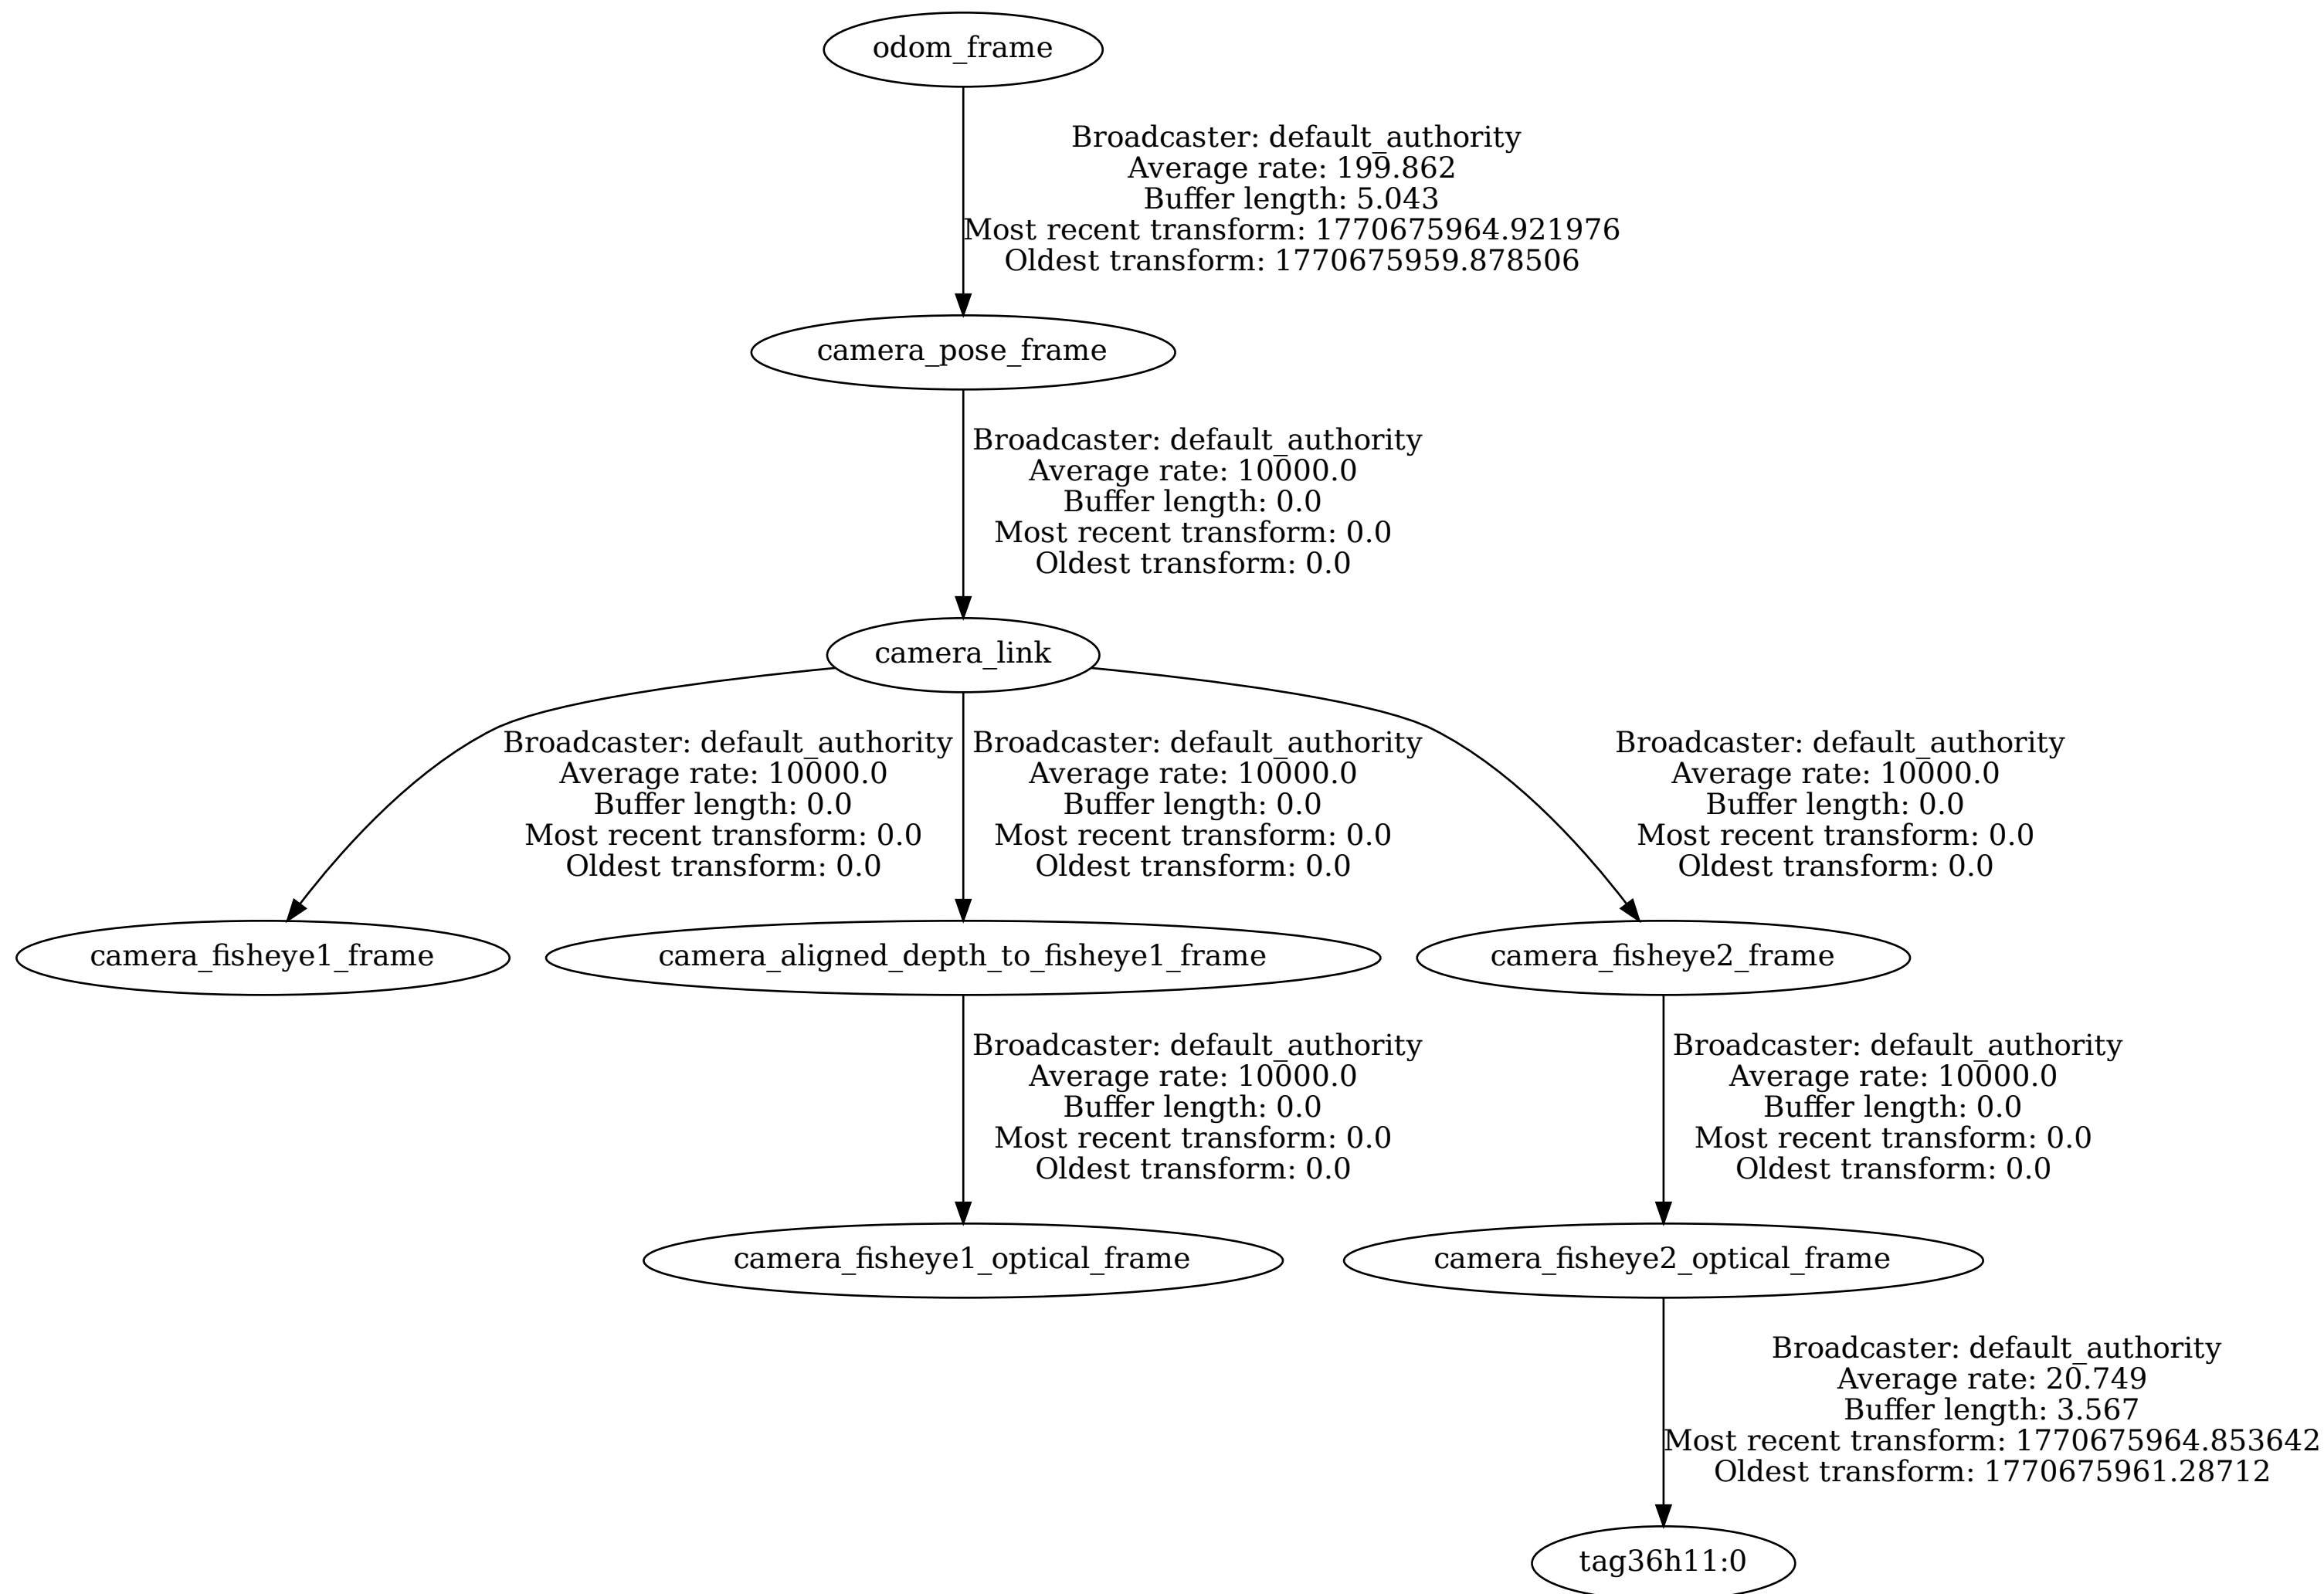 odom_frame
Broadcaster: default_authority
Average rate: 199.862
Buffer length: 5.043
Most recent transform: 1770675964.921976
Oldest transform: 1770675959.878506
camera_pose_frame
Broadcaster: default_authority
Average rate: 10000.0
Buffer length: 0.0
Most recent transform: 0.0
Oldest transform: 0.0
camera_link
Broadcaster: default_authority
Average rate: 10000.0
Buffer length: 0.0
Most recent transform: 0.0
Oldest transform: 0.0
Broadcaster: default_authority
Average rate: 10000.0
Buffer length: 0.0
Most recent transform: 0.0
Oldest transform: 0.0
Broadcaster: default_authority
Average rate: 10000.0
Buffer length: 0.0
Most recent transform: 0.0
Oldest transform: 0.0
camera_fisheye1_frame
camera_aligned_depth_to_fisheye1_frame
camera_fisheye2_frame
Broadcaster: default_authority
Average rate: 10000.0
Buffer length: 0.0
Most recent transform: 0.0
Oldest transform: 0.0
Broadcaster: default_authority
Average rate: 10000.0
Buffer length: 0.0
Most recent transform: 0.0
Oldest transform: 0.0
camera_fisheye1_optical_frame
camera_fisheye2_optical_frame
Broadcaster: default_authority
Average rate: 20.749
Buffer length: 3.567
Most recent transform: 1770675964.853642
Oldest transform: 1770675961.28712
tag36h11:0